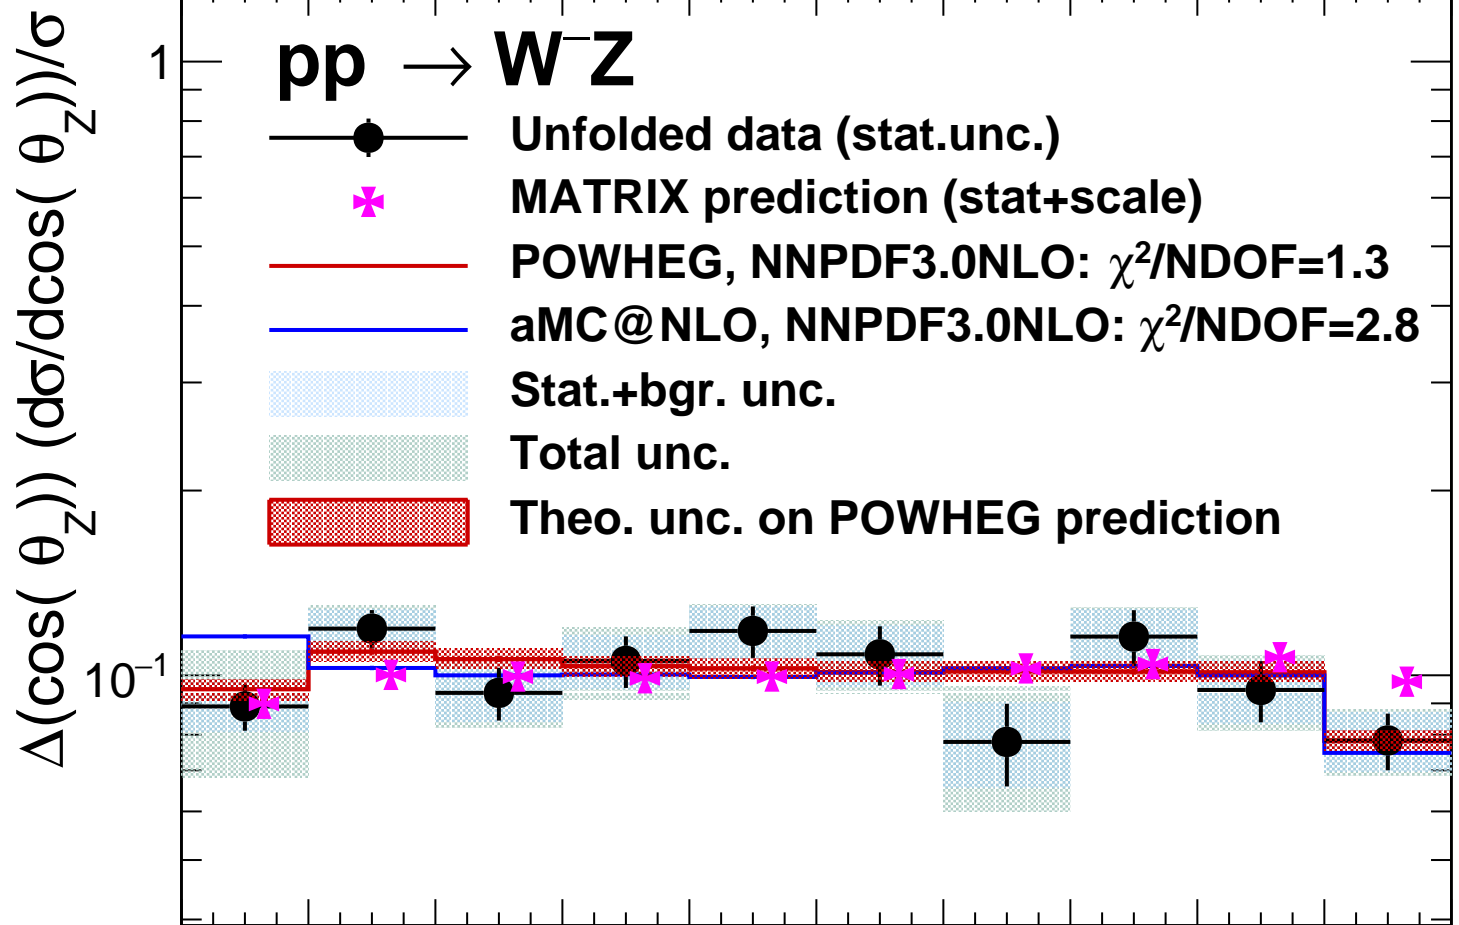 Δ(cos( θ_Z)) (dσ/dcos( θ_Z))/σ
1
10⁻¹
pp → W⁻Z
Unfolded data (stat.unc.)
MATRIX prediction (stat+scale)
POWHEG, NNPDF3.0NLO: χ²/NDOF=1.3
aMC@NLO, NNPDF3.0NLO: χ²/NDOF=2.8
Stat.+bgr. unc.
Total unc.
Theo. unc. on POWHEG prediction